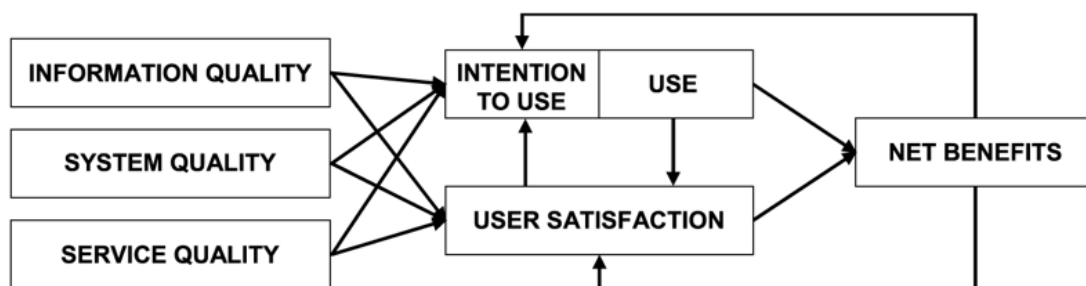 INFORMATION QUALITY
SYSTEM QUALITY
SERVICE QUALITY
INTENTION
TO USE
USE
USER SATISFACTION
NET BENEFITS